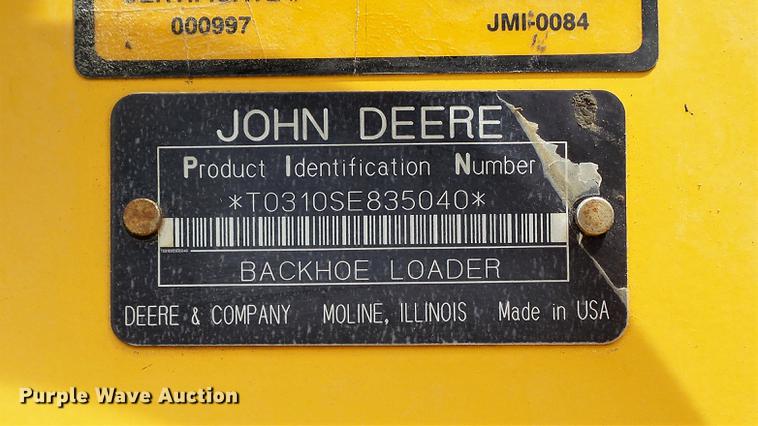 000997 JMI-0084
JOHN DEERE
Product Identification Number
*T0310SE835040*
BACKHOE LOADER
DEERE & COMPANY MOLINE, ILLINOIS Made in USA
Purple Wave Auction